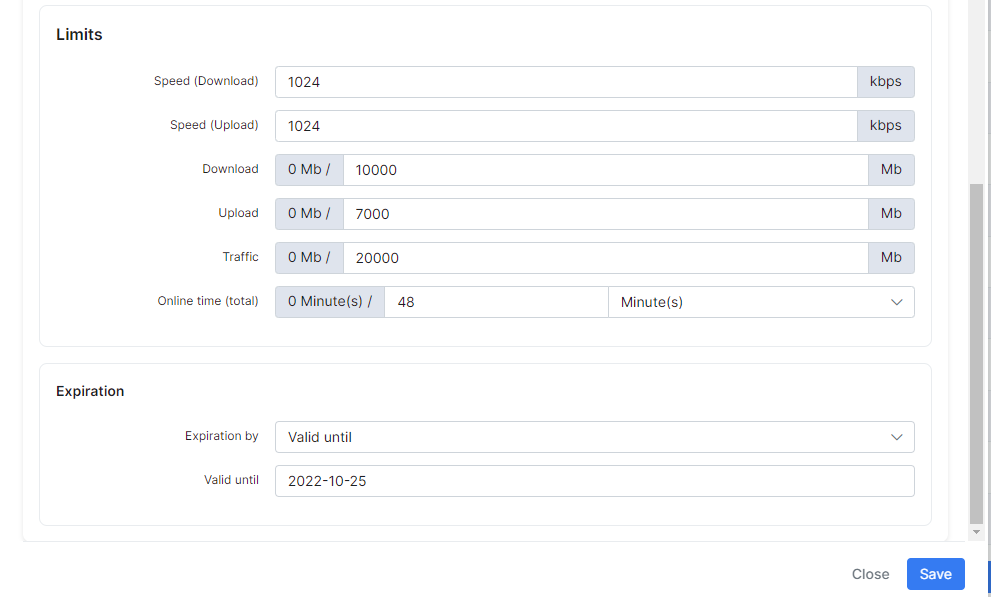 Limits
Speed (Download) 1024 kbps
Speed (Upload) 1024 kbps
Download 0 Mb / 10000 Mb
Upload 0 Mb / 7000 Mb
Traffic 0 Mb / 20000 Mb
Online time (total) 0 Minute(s) / 48 Minute(s)
Expiration
Expiration by Valid until
Valid until 2022-10-25
Close Save